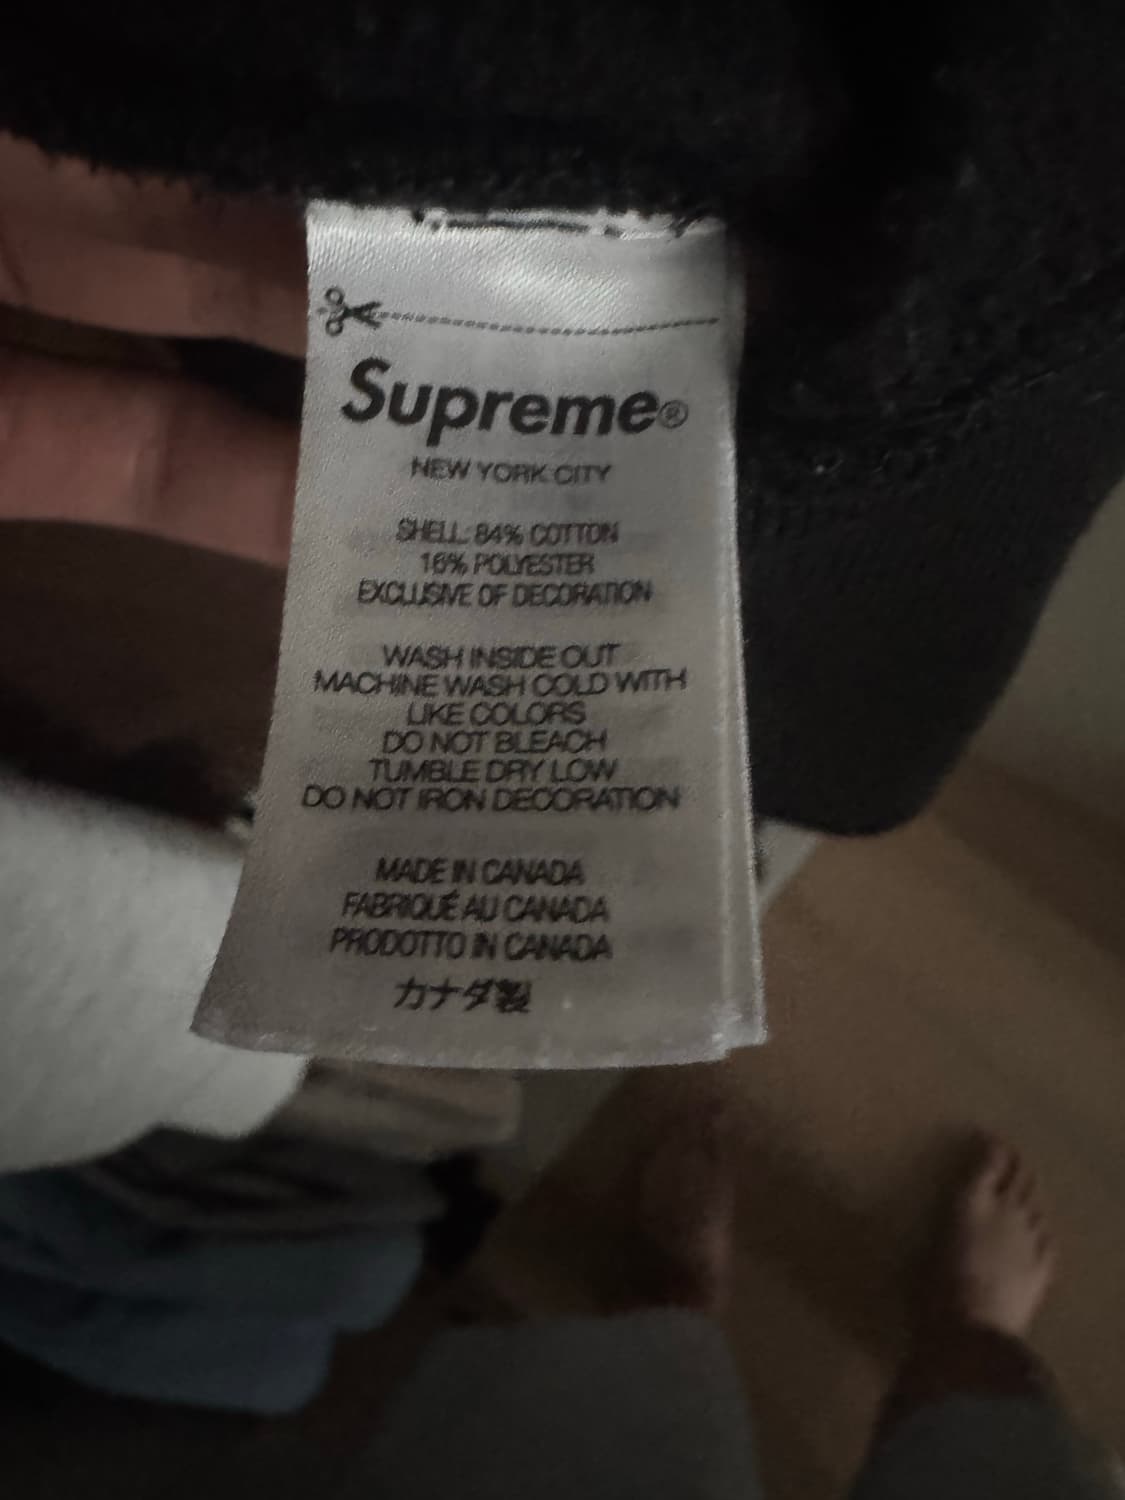 Supreme®
NEW YORK CITY
SHELL: 84% COTTON
16% POLYESTER
EXCLUSIVE OF DECORATION
WASH INSIDE OUT
MACHINE WASH COLD WITH
LIKE COLORS
DO NOT BLEACH
TUMBLE DRY LOW
DO NOT IRON DECORATION
MADE IN CANADA
FABRIQUÉ AU CANADA
PRODOTTO IN CANADA
カナダ製